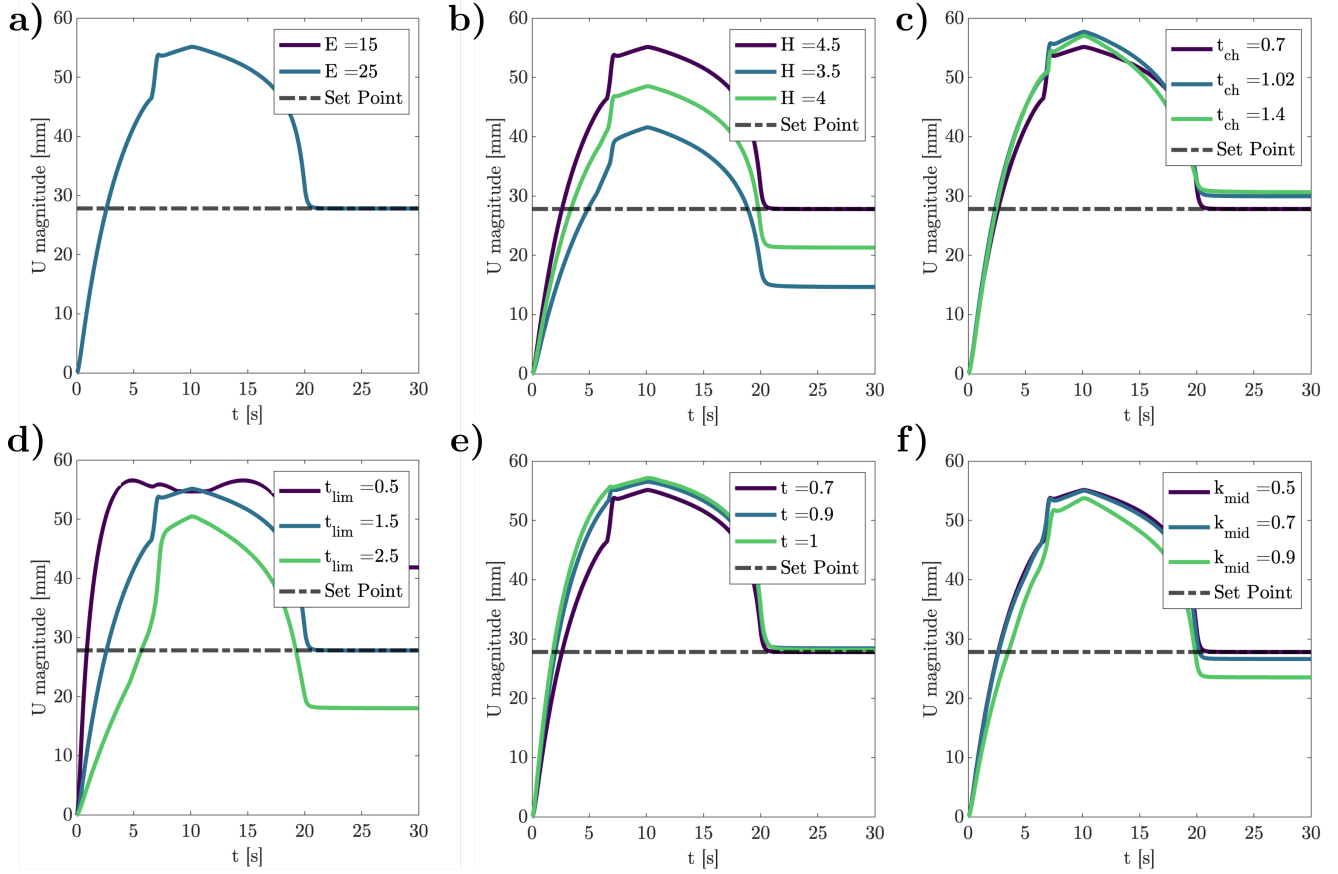 a)
60
50
40
30
20
10
0
U magnitude [mm]
E =15
E =25
Set Point
0 5 10 15 20 25 30
t [s]
b)
60
50
40
30
20
10
0
U magnitude [mm]
H =4.5
H =3.5
H =4
Set Point
0 5 10 15 20 25 30
t [s]
c)
60
50
40
30
20
10
0
U magnitude [mm]
t_ch =0.7
t_ch =1.02
t_ch =1.4
Set Point
0 5 10 15 20 25 30
t [s]
d)
60
50
40
30
20
10
0
U magnitude [mm]
t_lim =0.5
t_lim =1.5
t_lim =2.5
Set Point
0 5 10 15 20 25 30
t [s]
e)
60
50
40
30
20
10
0
U magnitude [mm]
t =0.7
t =0.9
t =1
Set Point
0 5 10 15 20 25 30
t [s]
f)
60
50
40
30
20
10
0
U magnitude [mm]
k_mid =0.5
k_mid =0.7
k_mid =0.9
Set Point
0 5 10 15 20 25 30
t [s]